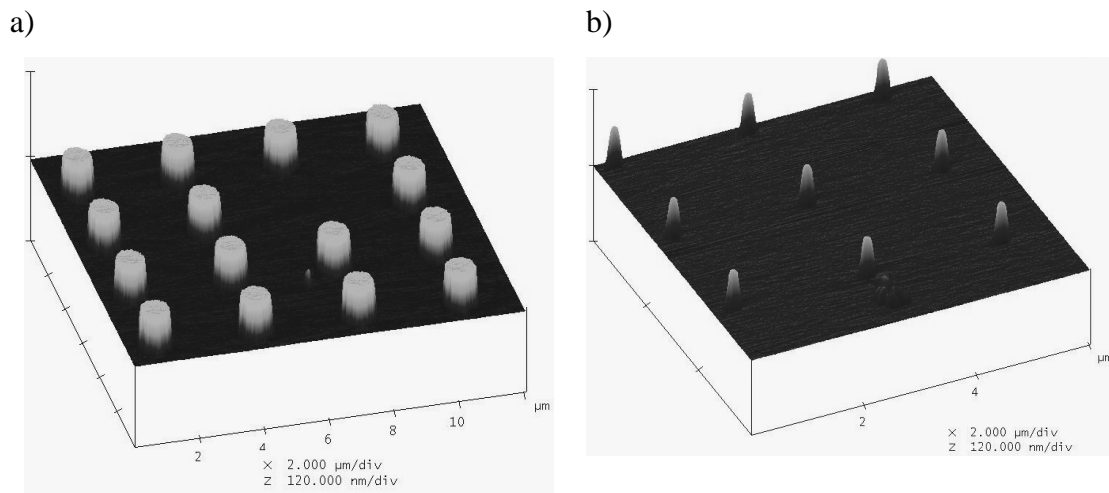 a)
b)
μm
10
8
6
4
2
X 2.000 μm/div
Z 120.000 nm/div
μm
4
2
X 2.000 μm/div
Z 120.000 nm/div